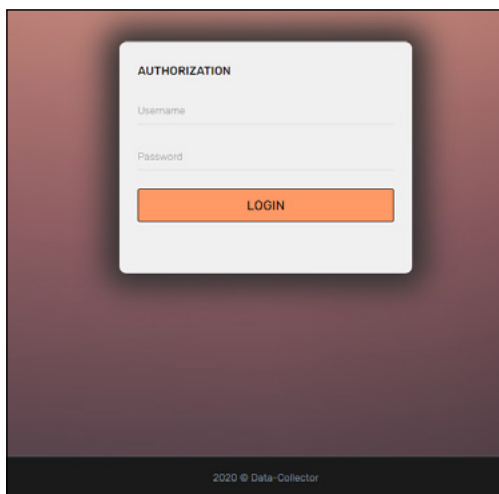 AUTHORIZATION
Username
Password
LOGIN
2020 © Data-Collector